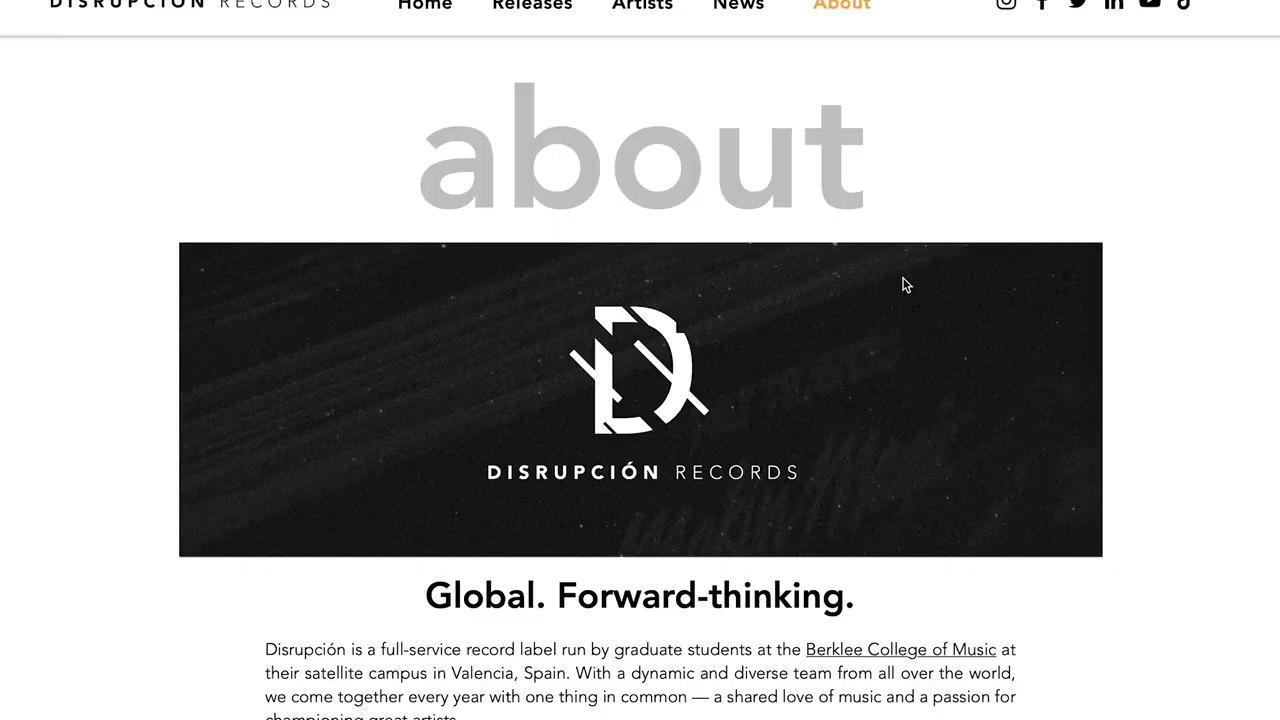 DISRUPCIÓN RECORDS Home Releases Artists News About
about
DISRUPCIÓN RECORDS
Global. Forward-thinking.
Disrupción is a full-service record label run by graduate students at the Berklee College of Music at
their satellite campus in Valencia, Spain. With a dynamic and diverse team from all over the world,
we come together every year with one thing in common — a shared love of music and a passion for
championing great artists.